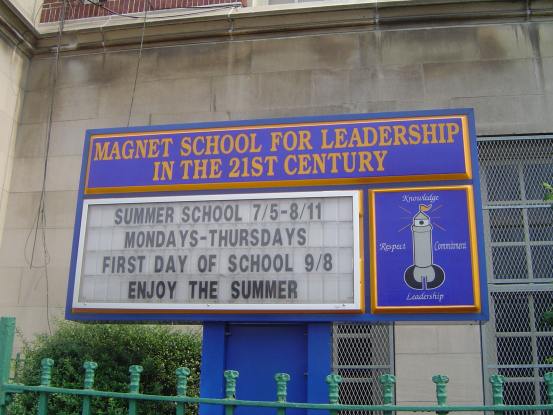 MAGNET SCHOOL FOR LEADERSHIP
IN THE 21ST CENTURY
SUMMER SCHOOL 7/5-8/11
MONDAYS-THURSDAYS
FIRST DAY OF SCHOOL 9/8
ENJOY THE SUMMER
Knowledge
Respect Commitment
Leadership